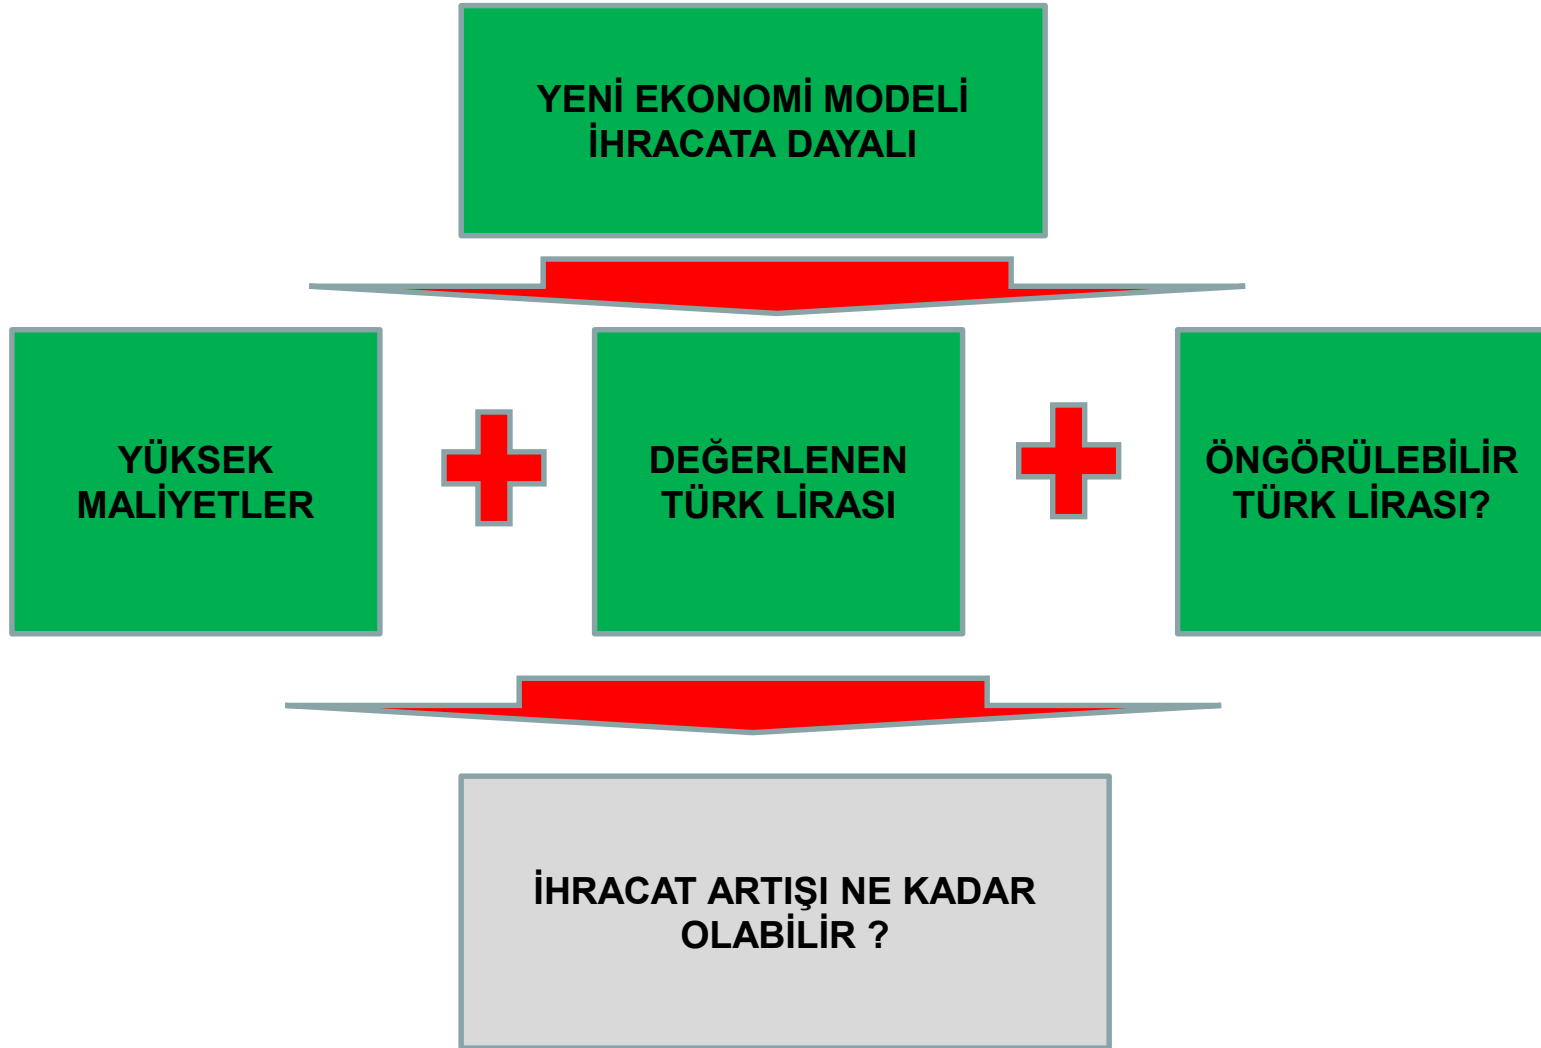 YENİ EKONOMİ MODELİ
İHRACATA DAYALI
YÜKSEK
MALİYETLER
DEĞERLENEN
TÜRK LİRASI
ÖNGÖRÜLEBİLİR
TÜRK LİRASI?
İHRACAT ARTIŞI NE KADAR
OLABİLİR ?